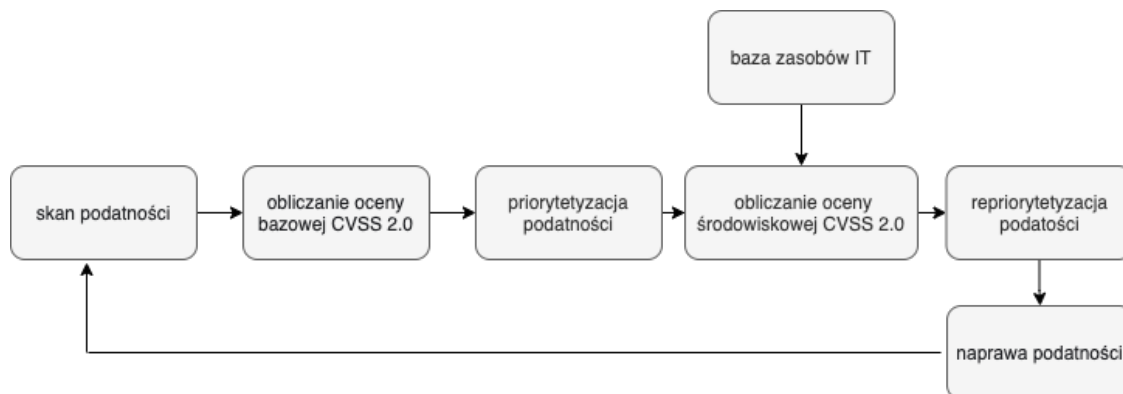 baza zasobów IT
skan podatności
obliczanie oceny
bazowej CVSS 2.0
priorytetyzacja
podatności
obliczanie oceny
środowiskowej CVSS 2.0
repriorytetyzacja
podatości
naprawa podatności